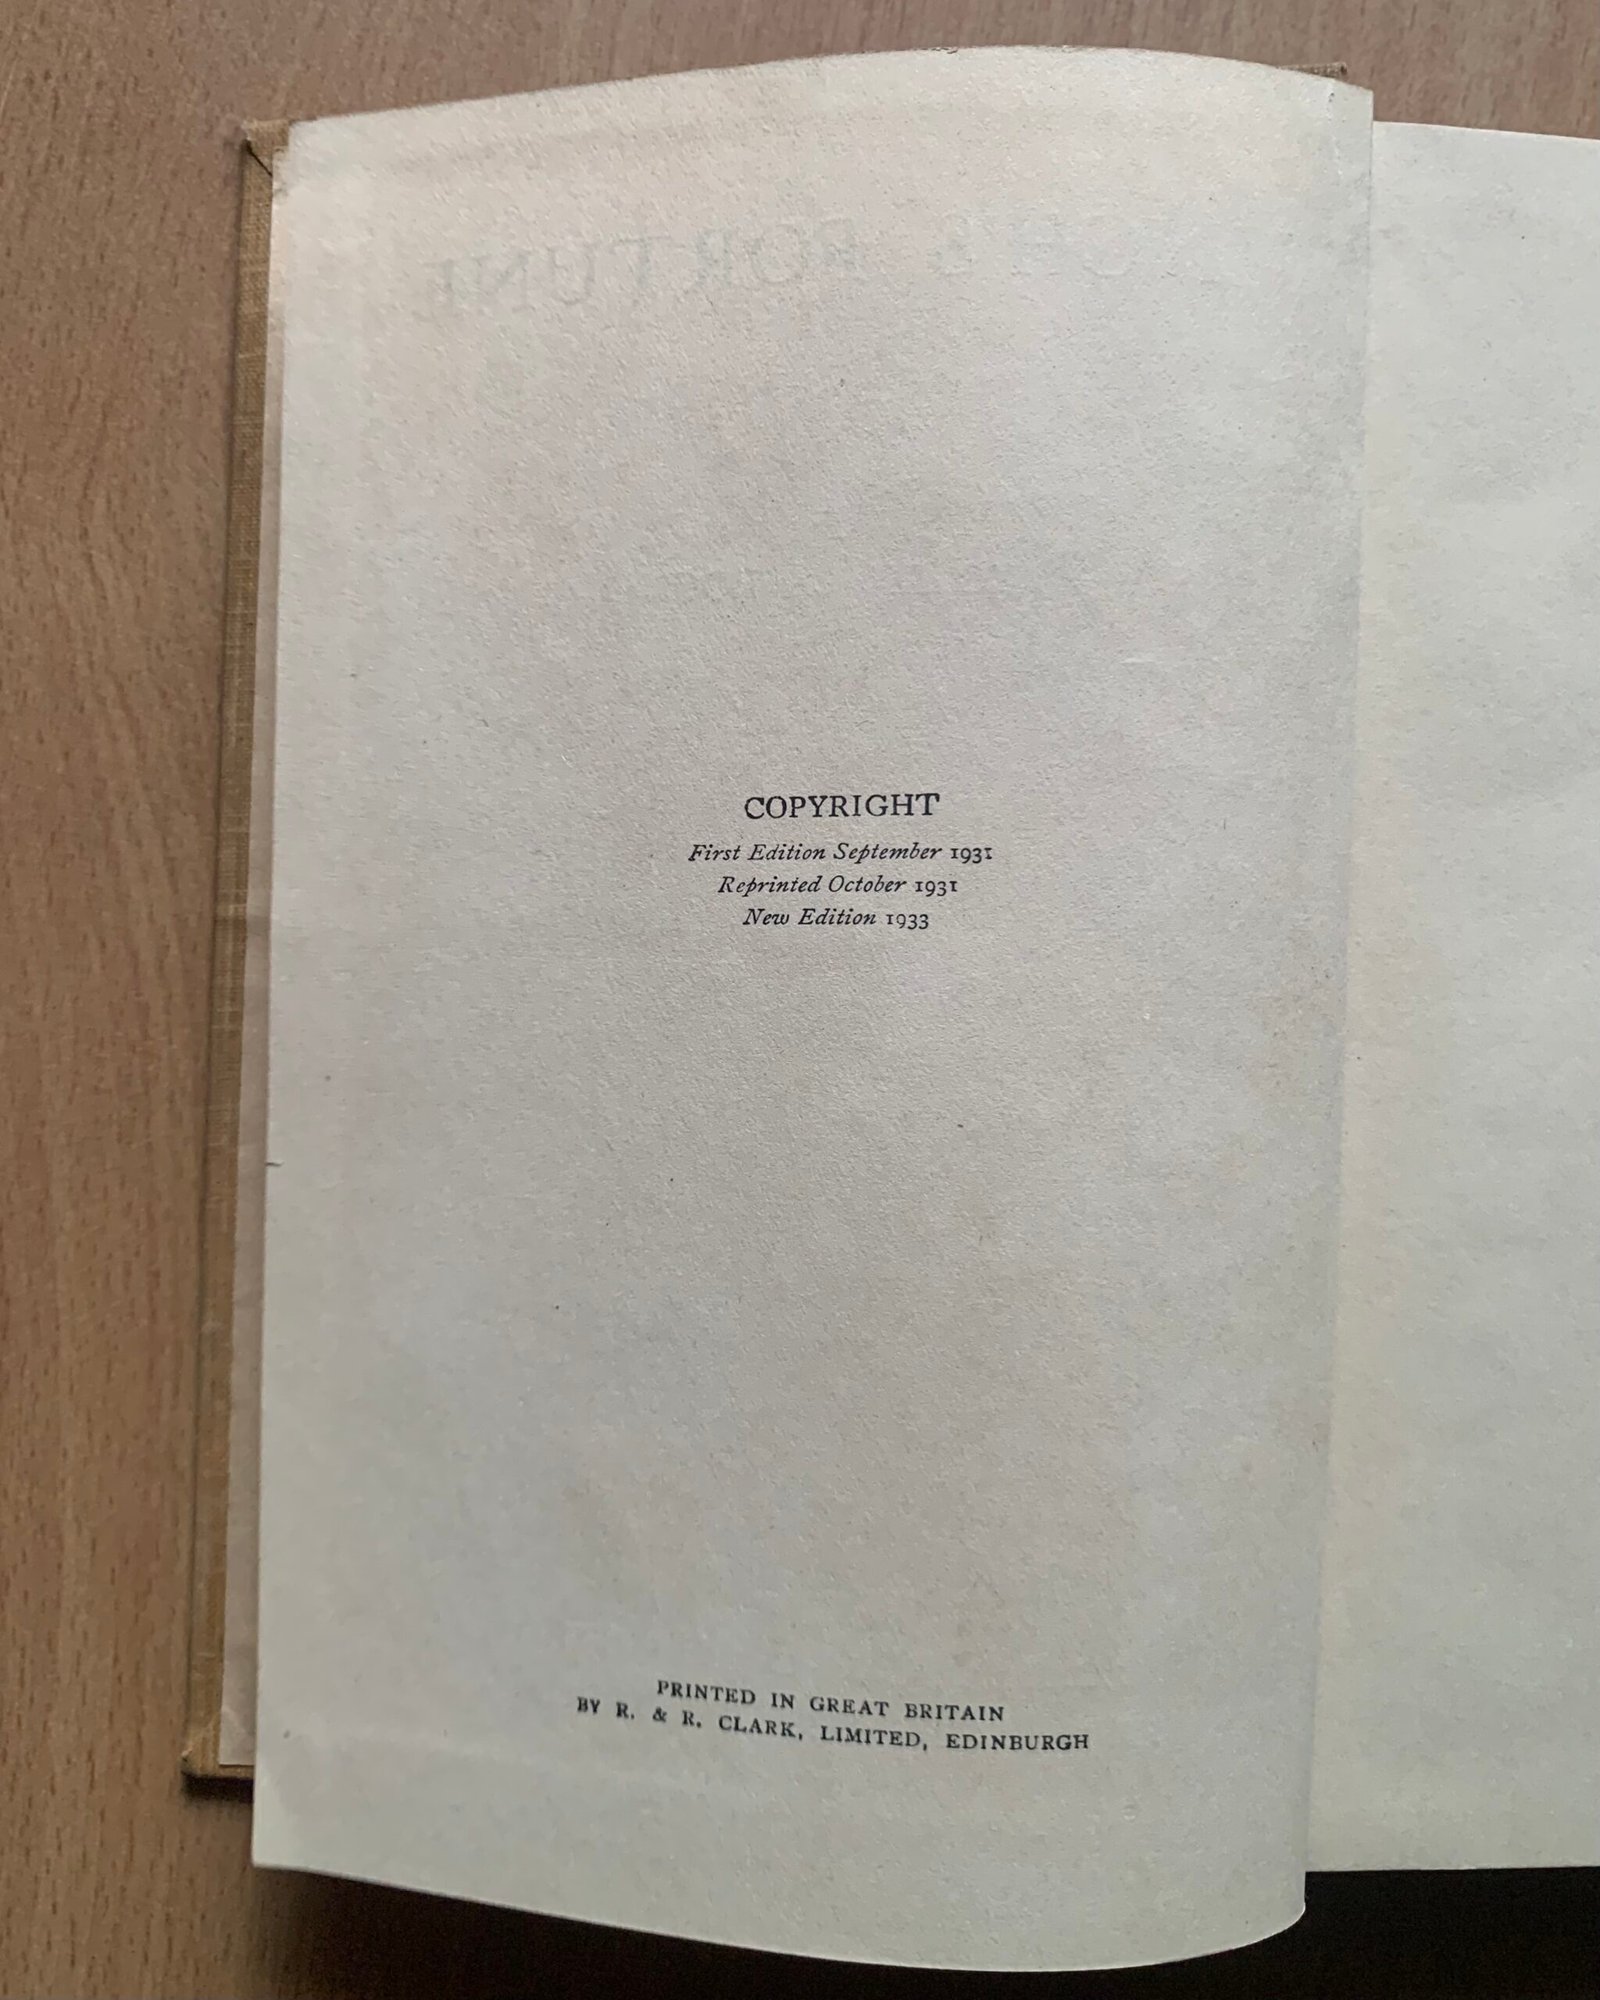 COPYRIGHT
First Edition September 1931
Reprinted October 1931
New Edition 1933
PRINTED IN GREAT BRITAIN
BY R. & R. CLARK, LIMITED, EDINBURGH